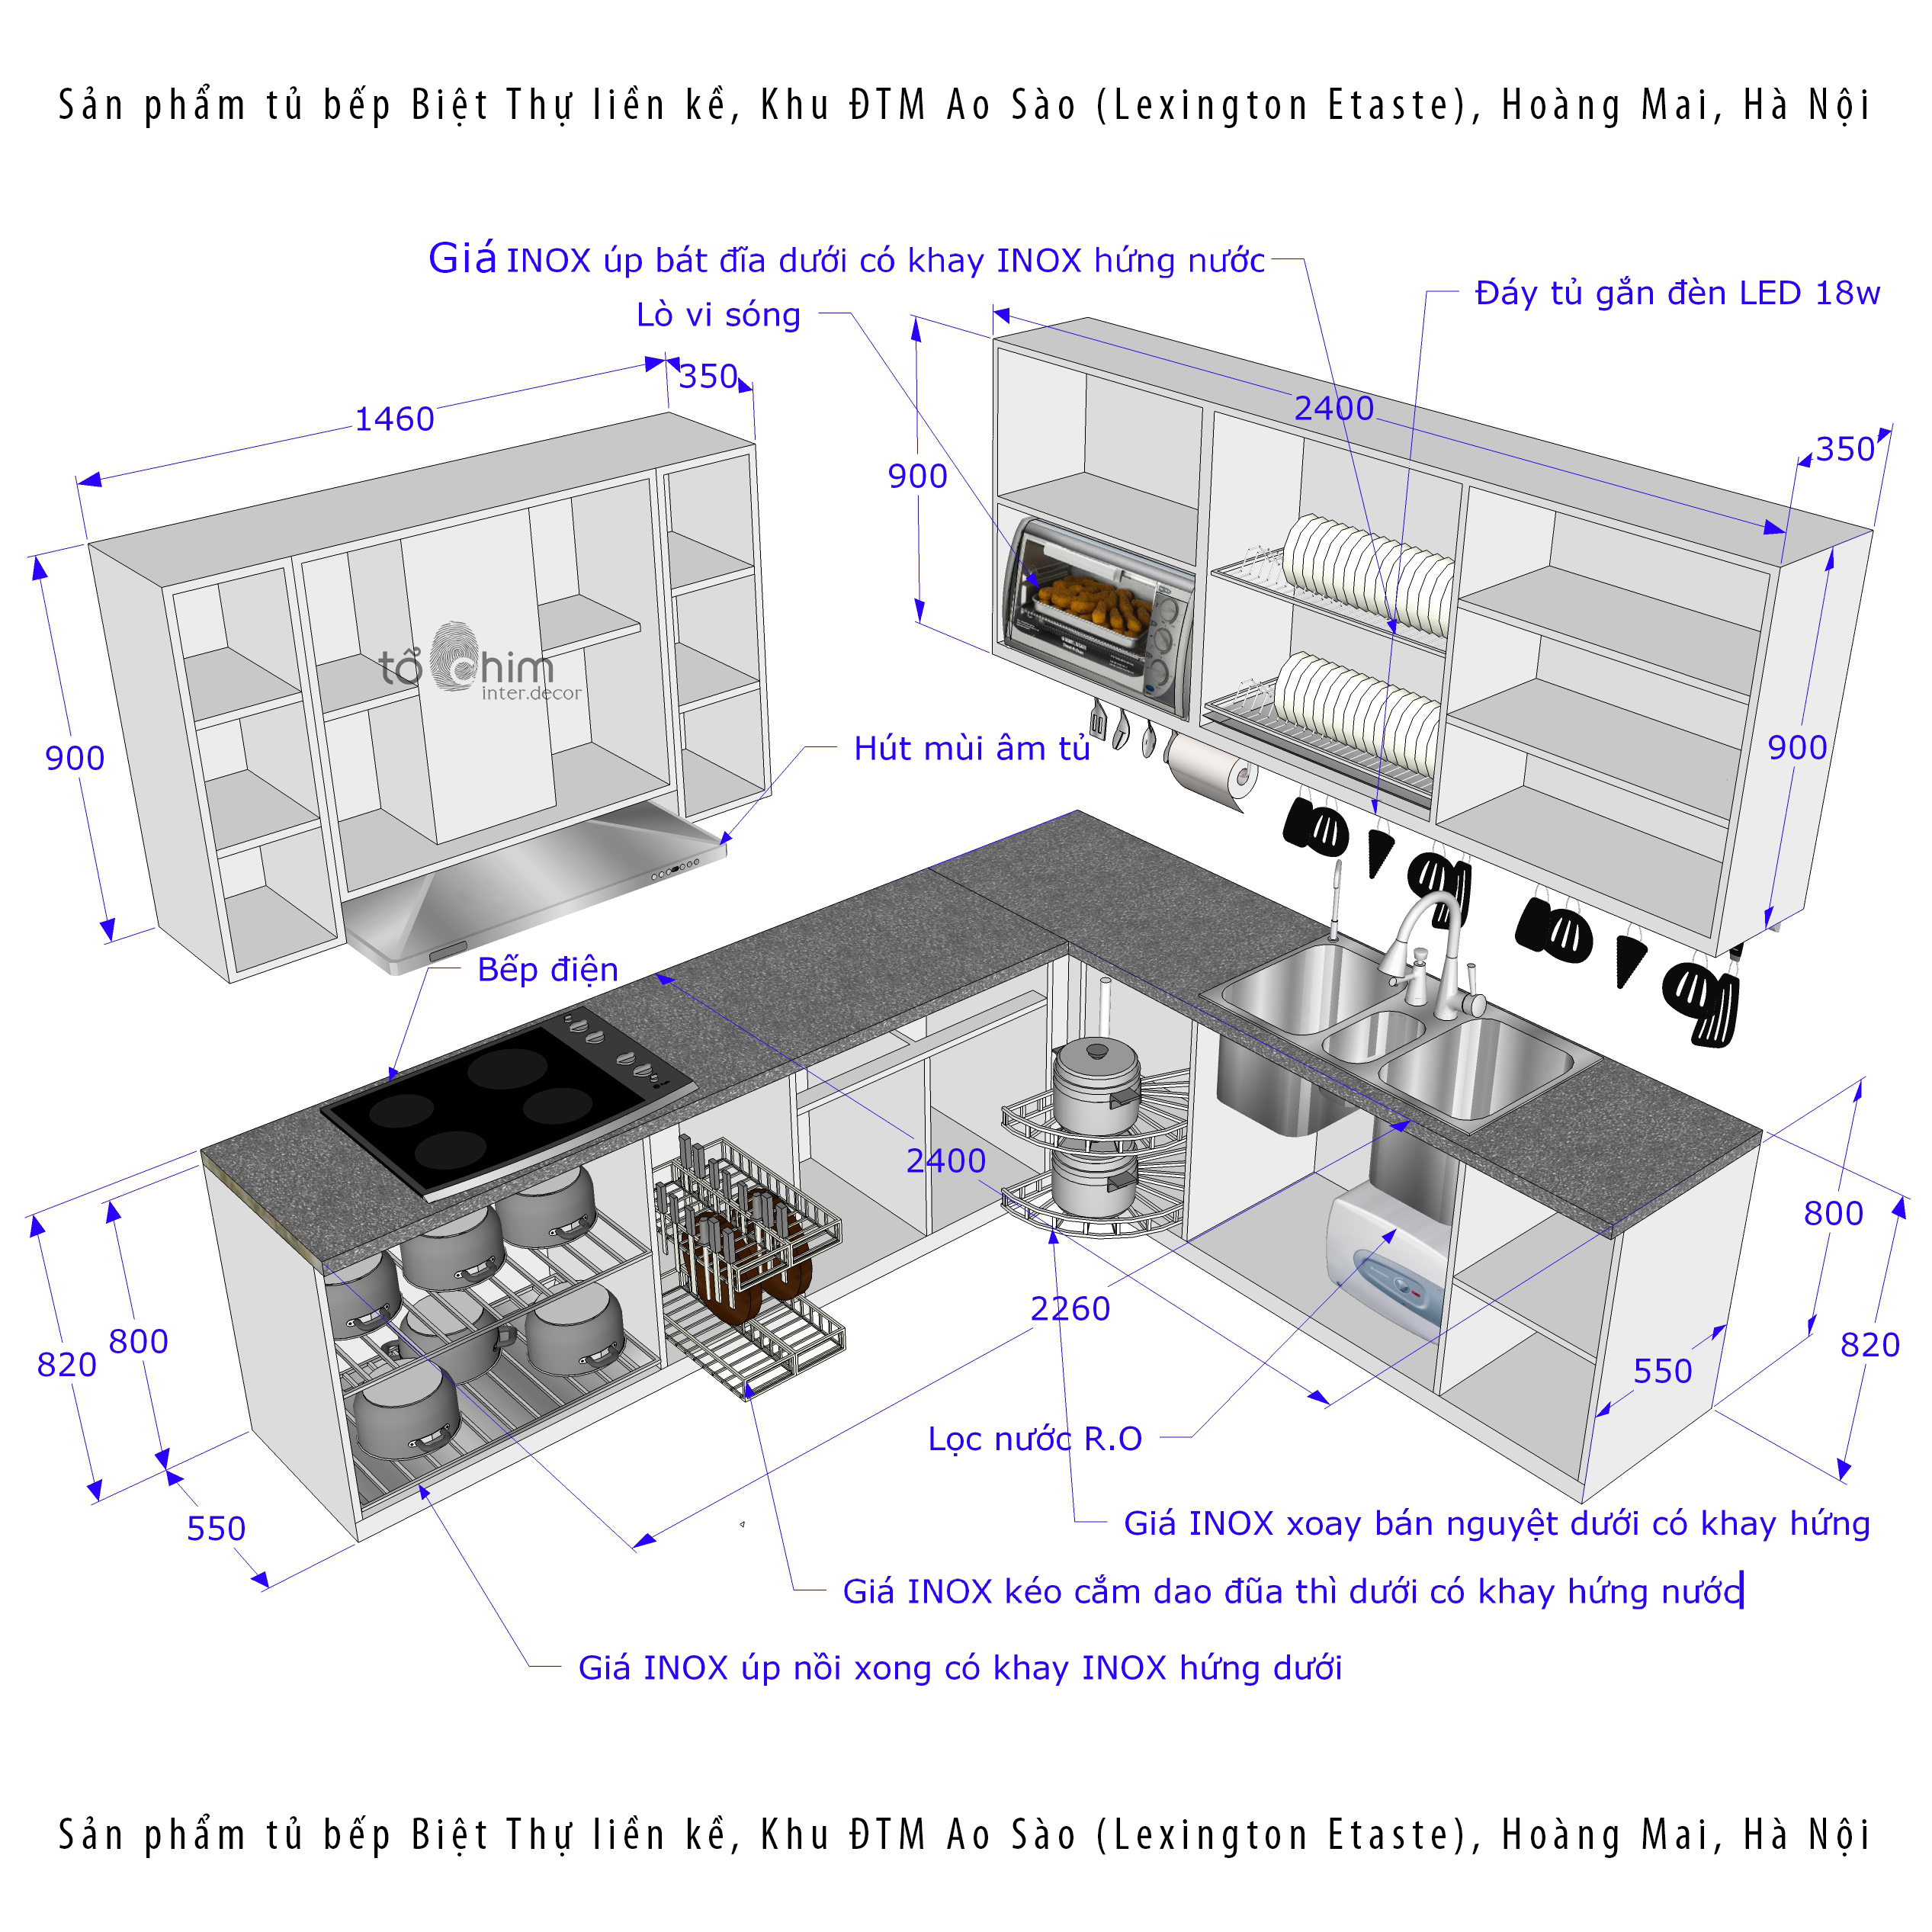 Sản phẩm tủ bếp Biệt Thự liền kề, Khu ĐTM Ao Sào (Lexington Etaste), Hoàng Mai, Hà Nội
Giá INOX úp bát đĩa dưới có khay INOX hứng nước
Đáy tủ gắn đèn LED 18w
Lò vi sóng
350
1460
2400
350
900
tổ chim
inter.decor
900
Hút mùi âm tủ
900
Bếp điện
2400
800
2260
820
800
820
550
Lọc nước R.O
550
Giá INOX xoay bán nguyệt dưới có khay hứng
Giá INOX kéo cắm dao đũa thì dưới có khay hứng nước
Giá INOX úp nồi xong có khay INOX hứng dưới
Sản phẩm tủ bếp Biệt Thự liền kề, Khu ĐTM Ao Sào (Lexington Etaste), Hoàng Mai, Hà Nội